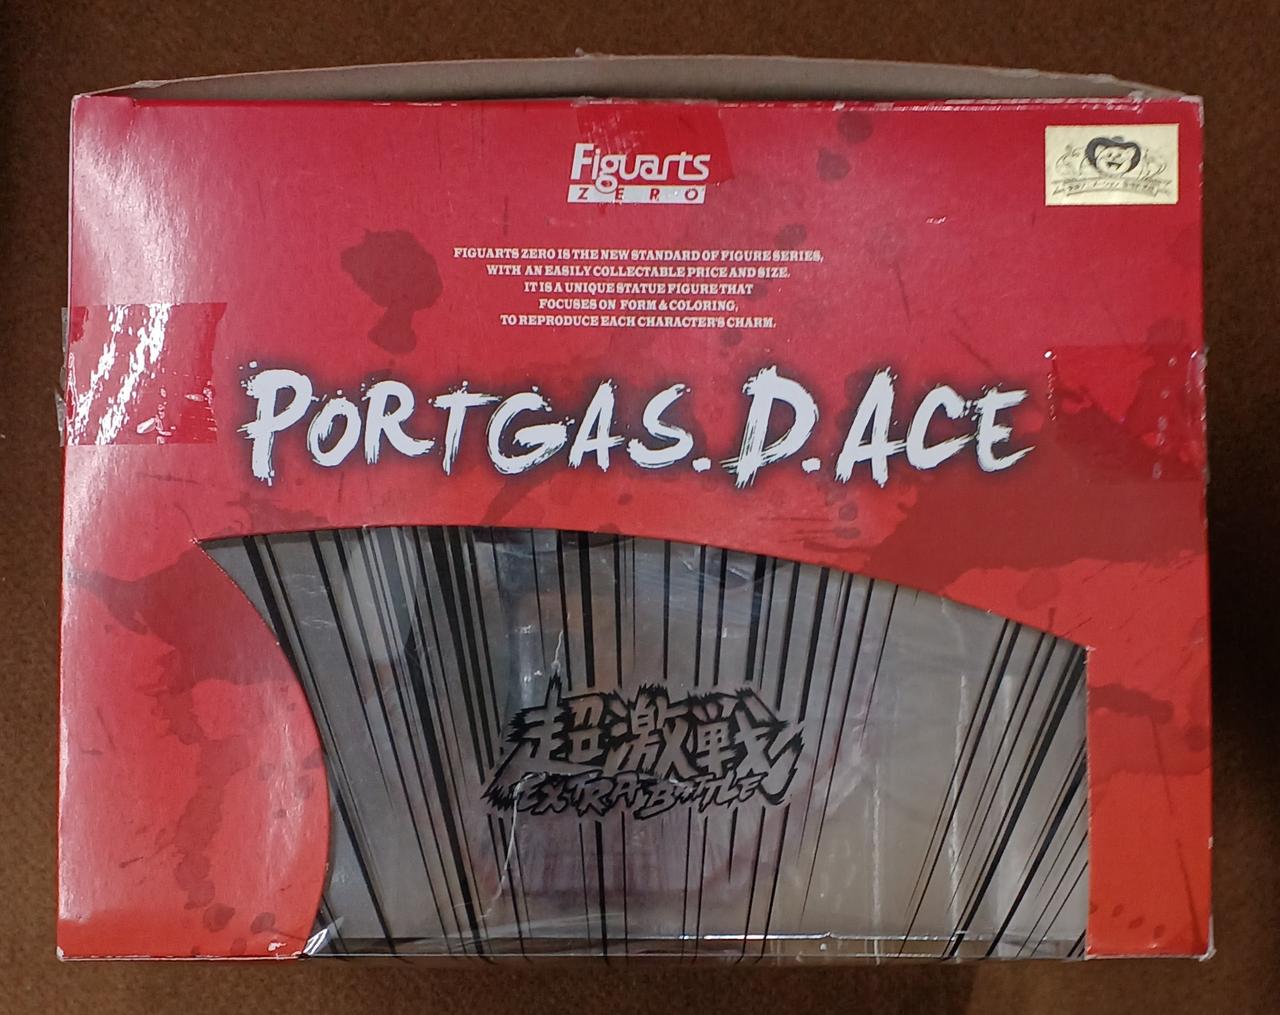 Figuarts
ZERO
FIGUARTS ZERO IS THE NEW STANDARD OF FIGURE SERIES,
WITH AN EASILY COLLECTABLE PRICE AND SIZE.
IT IS A UNIQUE STATUE FIGURE THAT
FOCUSES ON FORM & COLORING,
TO REPRODUCE EACH CHARACTER'S CHARM.
PORTGAS.D.ACE
超激戦
EXTRA BATTLE